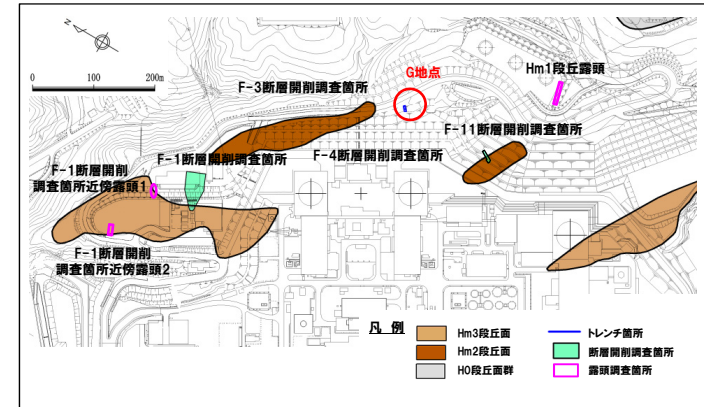 N
0 100 200m
F-3断層開削調査箇所
G地点
Hm1段丘露頭
F-11断層開削調査箇所
F-1断層開削調査箇所
F-4断層開削調査箇所
F-1断層開削
調査箇所近傍露頭1
F-1断層開削
調査箇所近傍露頭2
凡 例
Hm3段丘面
Hm2段丘面
H0段丘面群
トレンチ箇所
断層開削調査箇所
露頭調査箇所